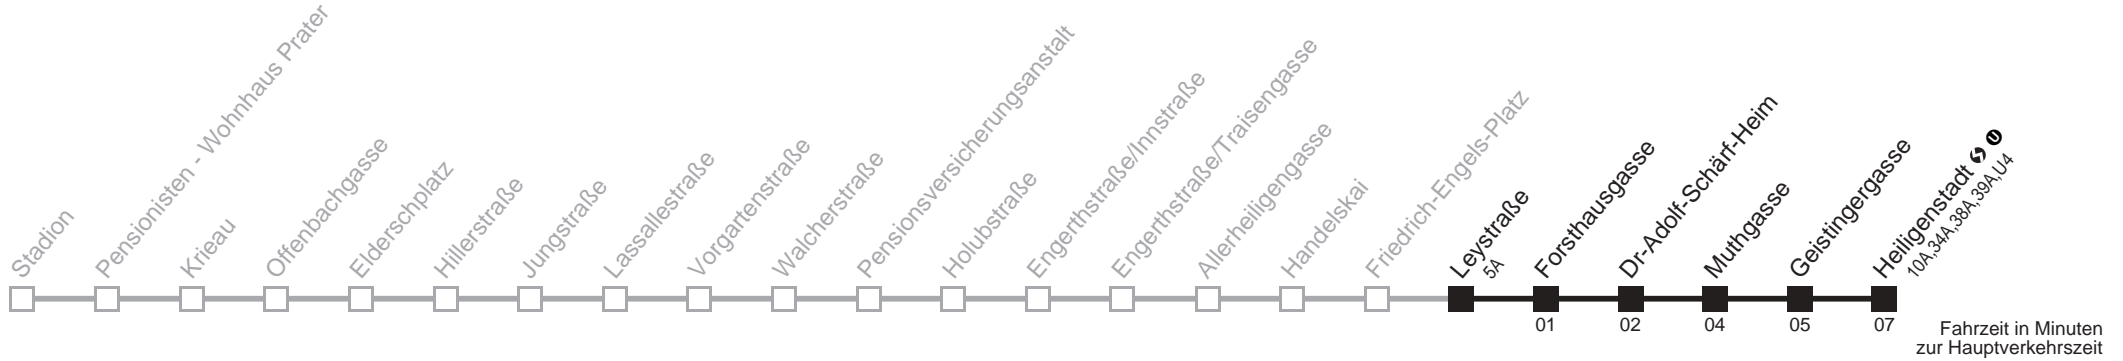 Stadion
Pensionisten - Wohnhaus Prater
Krieau
Offenbachgasse
Elderschplatz
Hillerstraße
Jungstraße
Lassallestraße
Vorgartenstraße
Walcherstraße
Pensionsversicherungsanstalt
Holubstraße
Engerthstraße/Innstraße
Engerthstraße/Traisengasse
Allerheiligengasse
Handelskai
Friedrich-Engels-Platz
Leystraße
5A
Forsthausgasse
Dr-Adolf-Schärf-Heim
Muthgasse
Geistingergasse
Heiligenstadt S U
10A,34A,38A,39A,U4
01 02 04 05 07
Fahrzeit in Minuten
zur Hauptverkehrszeit